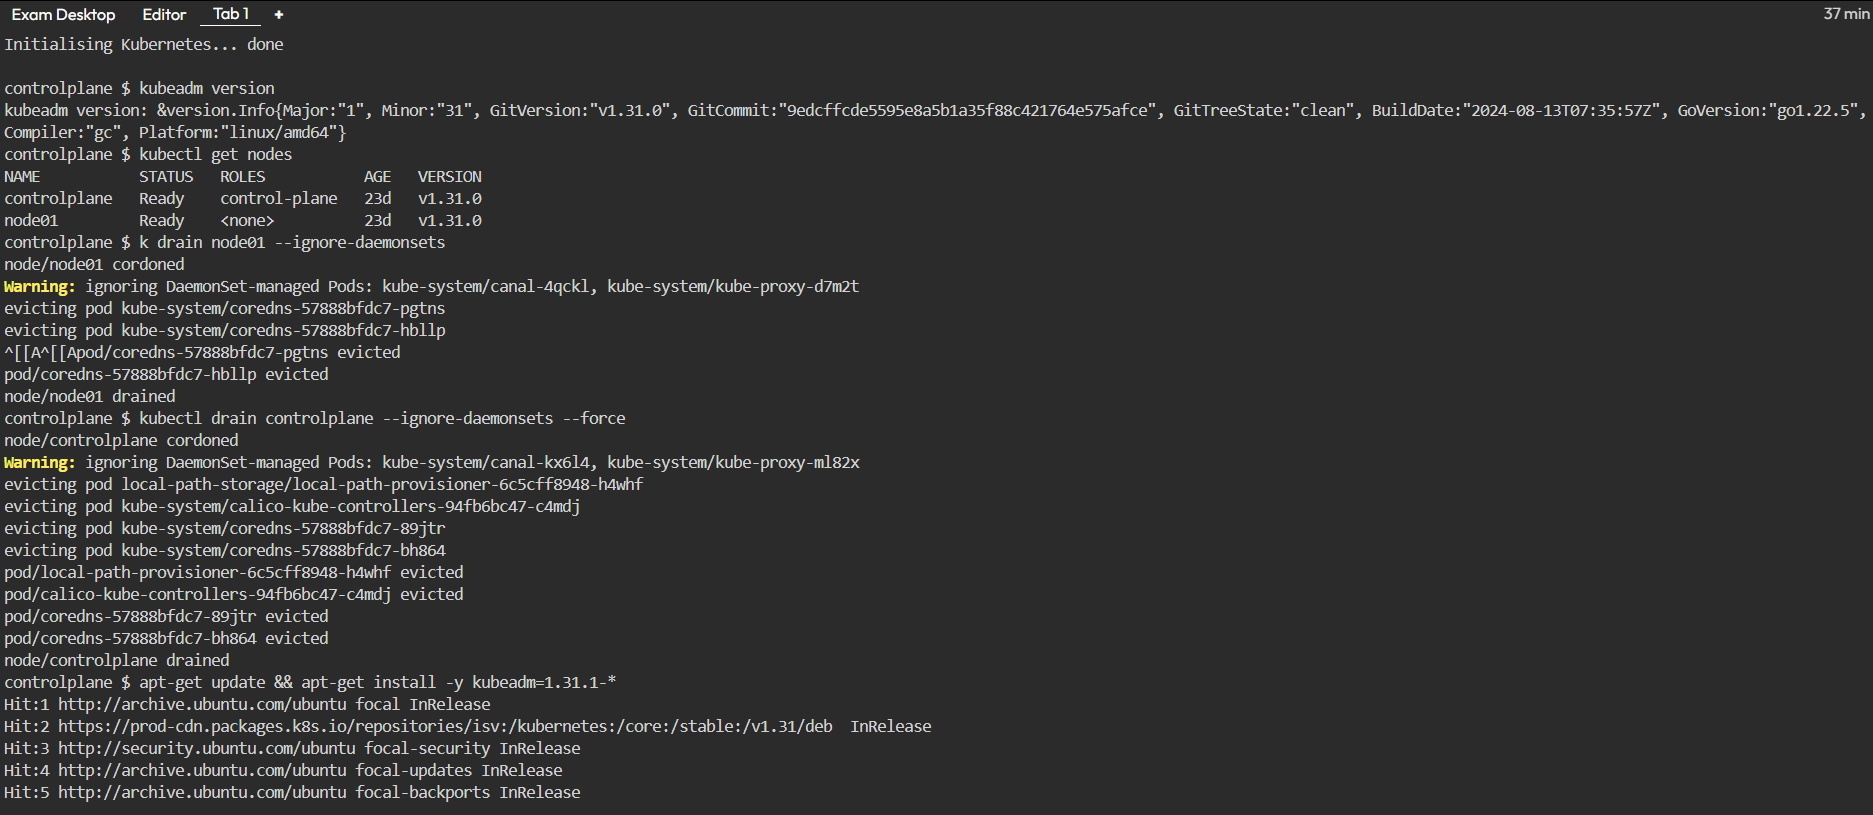 Exam Desktop Editor Tab 1 + 37 min
Initialising Kubernetes... done
controlplane $ kubeadm version
kubeadm version: &version.Info{Major:"1", Minor:"31", GitVersion:"v1.31.0", GitCommit:"9edcffcde5595e8a5b1a35f88c421764e575afce", GitTreeState:"clean", BuildDate:"2024-08-13T07:35:57Z", GoVersion:"go1.22.5",
Compiler:"gc", Platform:"linux/amd64"}
controlplane $ kubectl get nodes
NAME STATUS ROLES AGE VERSION
controlplane Ready control-plane 23d v1.31.0
node01 Ready <none> 23d v1.31.0
controlplane $ k drain node01 --ignore-daemonsets
node/node01 cordoned
Warning: ignoring DaemonSet-managed Pods: kube-system/canal-4qckl, kube-system/kube-proxy-d7m2t
evicting pod kube-system/coredns-57888bfdc7-pgtns
evicting pod kube-system/coredns-57888bfdc7-hbllp
^[[A^[[Apod/coredns-57888bfdc7-pgtns evicted
pod/coredns-57888bfdc7-hbllp evicted
node/node01 drained
controlplane $ kubectl drain controlplane --ignore-daemonsets --force
node/controlplane cordoned
Warning: ignoring DaemonSet-managed Pods: kube-system/canal-kx6l4, kube-system/kube-proxy-ml82x
evicting pod local-path-storage/local-path-provisioner-6c5cff8948-h4whf
evicting pod kube-system/calico-kube-controllers-94fb6bc47-c4mdj
evicting pod kube-system/coredns-57888bfdc7-89jtr
evicting pod kube-system/coredns-57888bfdc7-bh864
pod/local-path-provisioner-6c5cff8948-h4whf evicted
pod/calico-kube-controllers-94fb6bc47-c4mdj evicted
pod/coredns-57888bfdc7-89jtr evicted
pod/coredns-57888bfdc7-bh864 evicted
node/controlplane drained
controlplane $ apt-get update && apt-get install -y kubeadm=1.31.1-*
Hit:1 http://archive.ubuntu.com/ubuntu focal InRelease
Hit:2 https://prod-cdn.packages.k8s.io/repositories/isv:/kubernetes:/core:/stable:/v1.31/deb InRelease
Hit:3 http://security.ubuntu.com/ubuntu focal-security InRelease
Hit:4 http://archive.ubuntu.com/ubuntu focal-updates InRelease
Hit:5 http://archive.ubuntu.com/ubuntu focal-backports InRelease